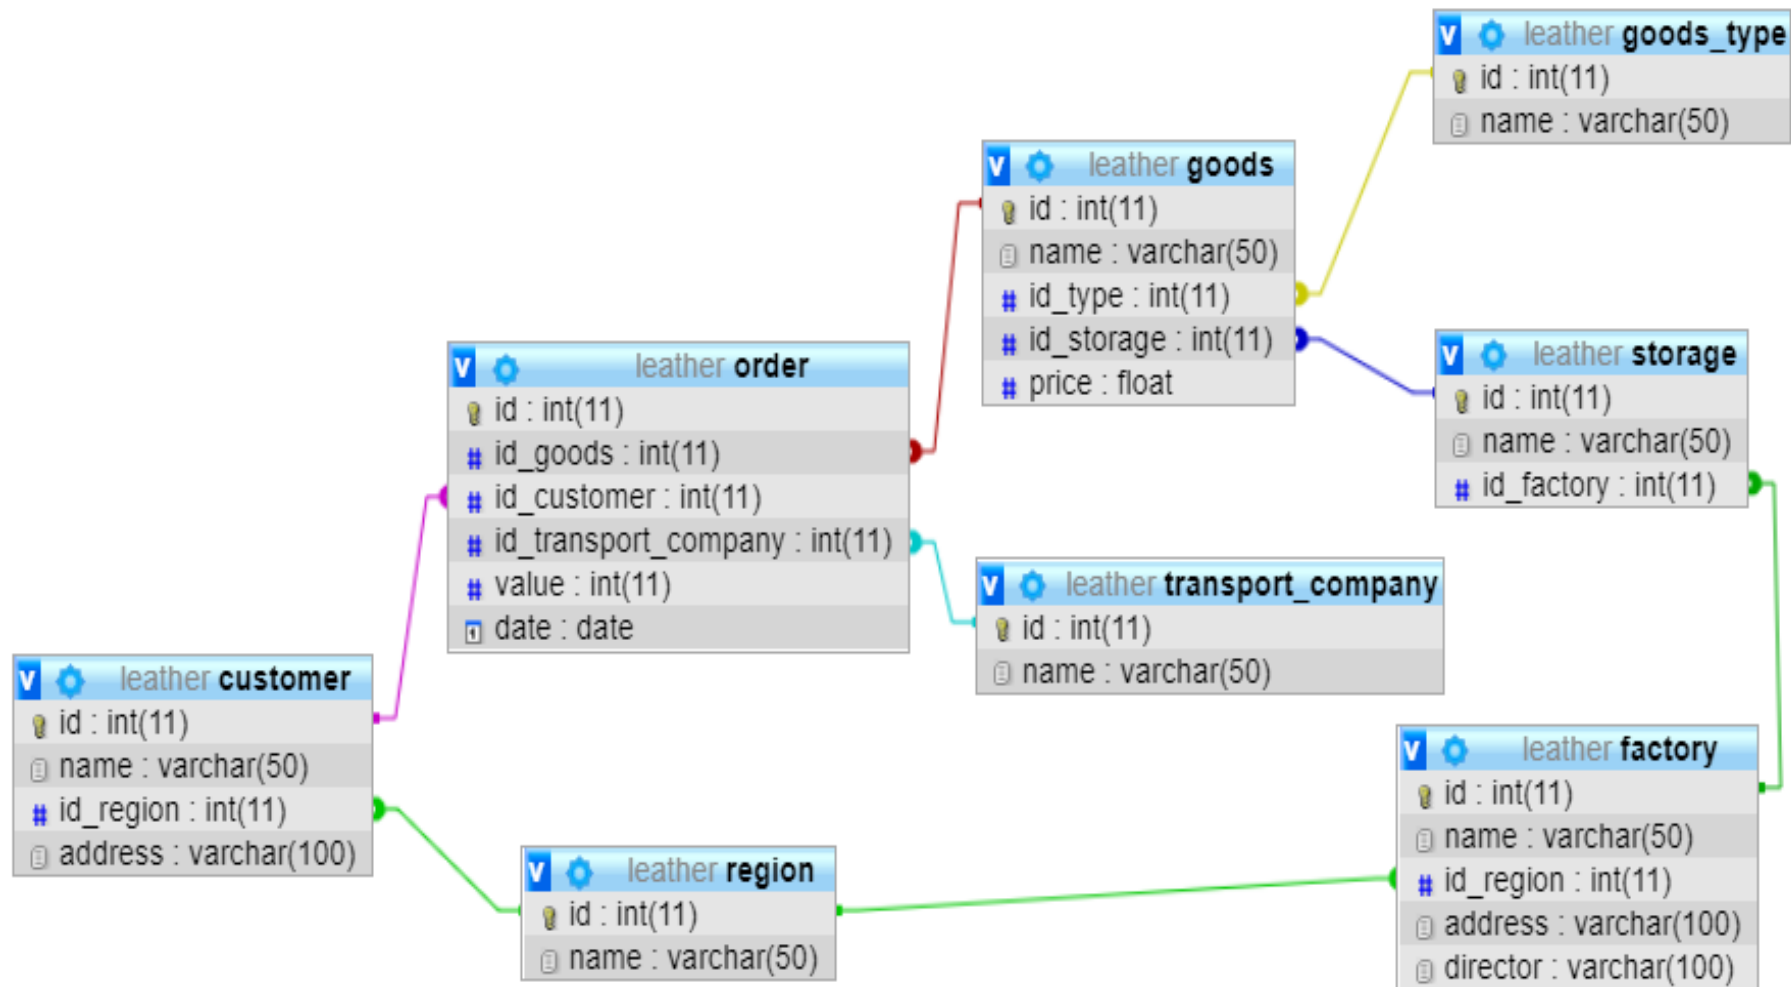 leather goods_type
id : int(11)
name : varchar(50)
leather goods
id : int(11)
name : varchar(50)
id_type : int(11)
id_storage : int(11)
price : float
leather storage
id : int(11)
name : varchar(50)
id_factory : int(11)
leather order
id : int(11)
id_goods : int(11)
id_customer : int(11)
id_transport_company : int(11)
value : int(11)
date : date
leather transport_company
id : int(11)
name : varchar(50)
leather customer
id : int(11)
name : varchar(50)
id_region : int(11)
address : varchar(100)
leather region
id : int(11)
name : varchar(50)
leather factory
id : int(11)
name : varchar(50)
id_region : int(11)
address : varchar(100)
director : varchar(100)